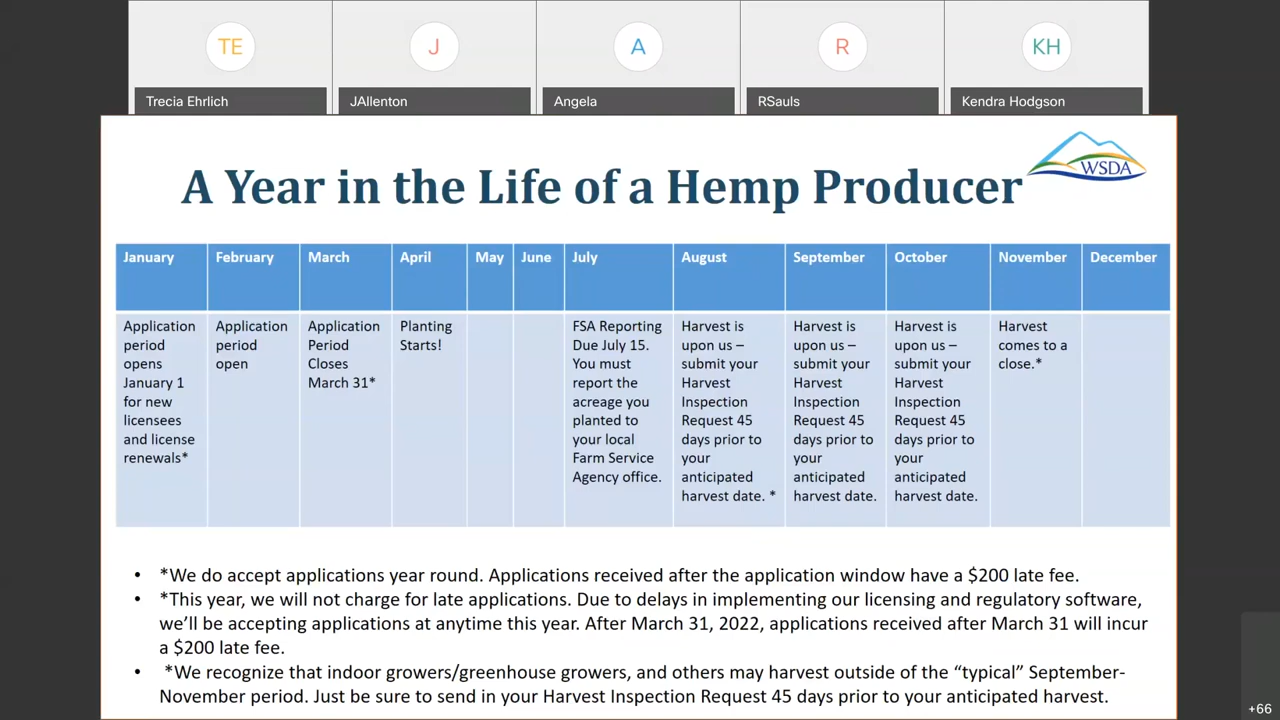 TE
J
A
R
KH
Trecia Ehrlich
JAllenton
Angela
RSauls
Kendra Hodgson
WSDA
A Year in the Life of a Hemp Producer
January
February
March
April
May
June
July
August
September
October
November
December
Application
period
opens
January 1
for new
licensees
and license
renewals*
Application
period
open
Application
Period
Closes
March 31*
Planting
Starts!
FSA Reporting
Due July 15.
You must
report the
acreage you
planted to
your local
Farm Service
Agency office.
Harvest is
upon us –
submit your
Harvest
Inspection
Request 45
days prior to
your
anticipated
harvest date. *
Harvest is
upon us –
submit your
Harvest
Inspection
Request 45
days prior to
your
anticipated
harvest date.
Harvest is
upon us –
submit your
Harvest
Inspection
Request 45
days prior to
your
anticipated
harvest date.
Harvest
comes to a
close.*
• *We do accept applications year round. Applications received after the application window have a $200 late fee.
• *This year, we will not charge for late applications. Due to delays in implementing our licensing and regulatory software,
we’ll be accepting applications at anytime this year. After March 31, 2022, applications received after March 31 will incur
a $200 late fee.
• *We recognize that indoor growers/greenhouse growers, and others may harvest outside of the “typical” September-
November period. Just be sure to send in your Harvest Inspection Request 45 days prior to your anticipated harvest.
+66